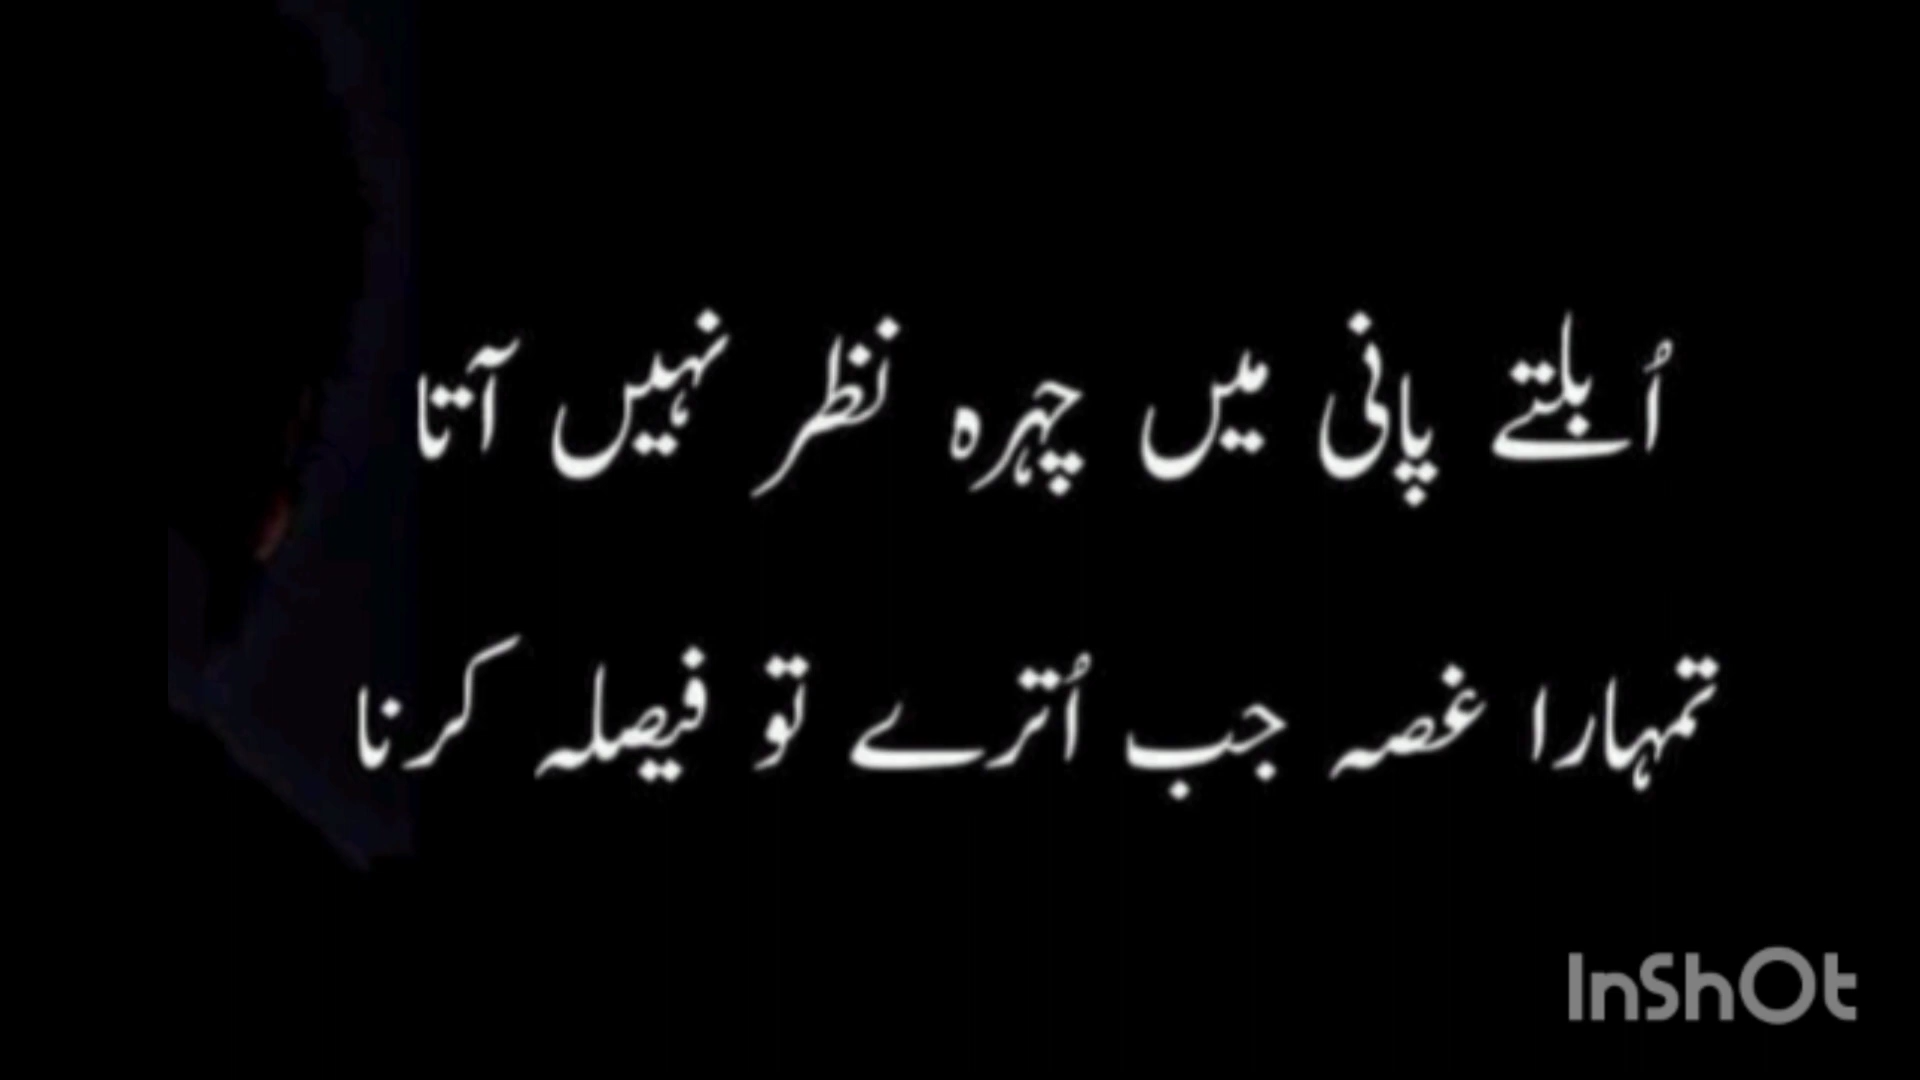 اُبلتے پانی میں چہرہ نظر نہیں آتا
تمہارا غصہ جب اُترے تو فیصلہ کرنا
InShOt